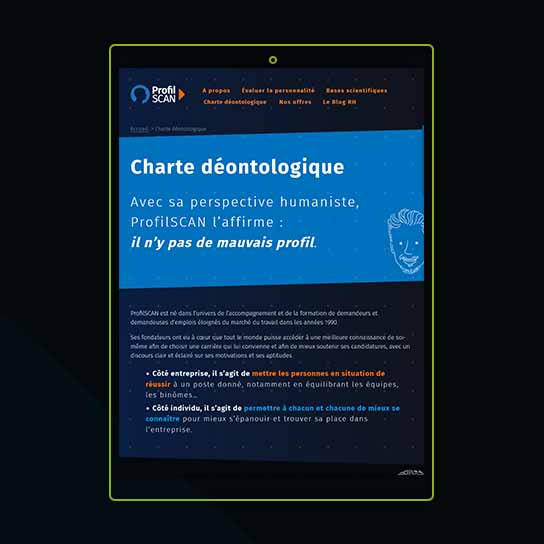 Profil
SCAN
A propos Évaluer la personnalité Bases scientifiques
Charte déontologique Nos offres Le Blog RH
Accueil > Charte Déontologique
Charte déontologique
Avec sa perspective humaniste,
ProfilSCAN l’affirme :
il n’y pas de mauvais profil.
ProfilSCAN est né dans l’univers de l’accompagnement et de la formation de demandeurs et
demandeuses d’emplois éloignés du marché du travail dans les années 1990.
Ses fondateurs ont eu à cœur que tout le monde puisse accéder à une meilleure connaissance de soi-
même afin de choisir une carrière qui lui convienne et afin de mieux soutenir ses candidatures, avec un
discours clair et éclairé sur ses motivations et ses aptitudes.
• Côté entreprise, il s’agit de mettre les personnes en situation de
réussir à un poste donné, notamment en équilibrant les équipes,
les binômes…
• Côté individu, il s’agit de permettre à chacun et chacune de mieux se
connaître pour mieux s’épanouir et trouver sa place dans
l’entreprise.